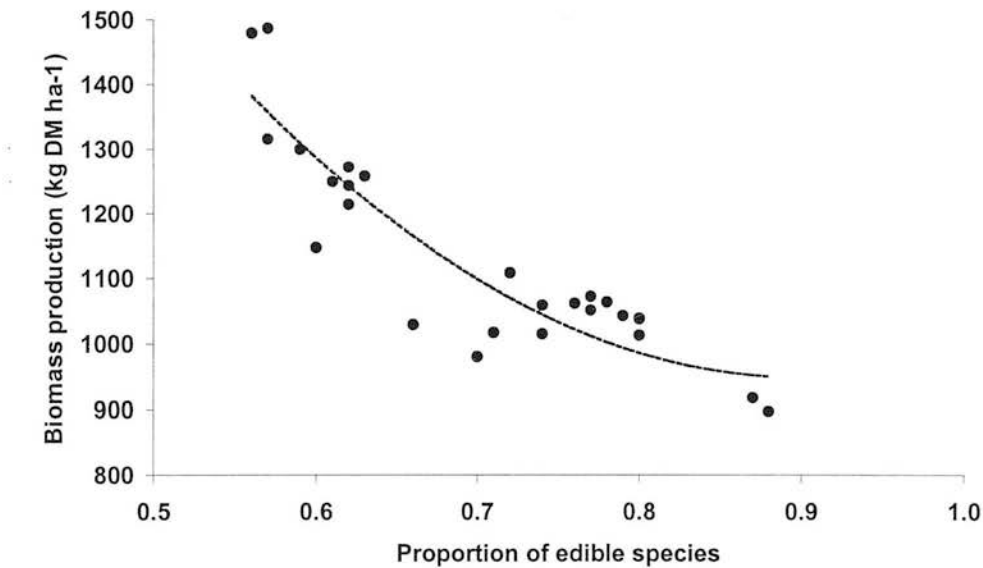 Biomass production (kg DM ha-1)
1500
1400
1300
1200
1100
1000
900
800
0.5 0.6 0.7 0.8 0.9 1.0
Proportion of edible species